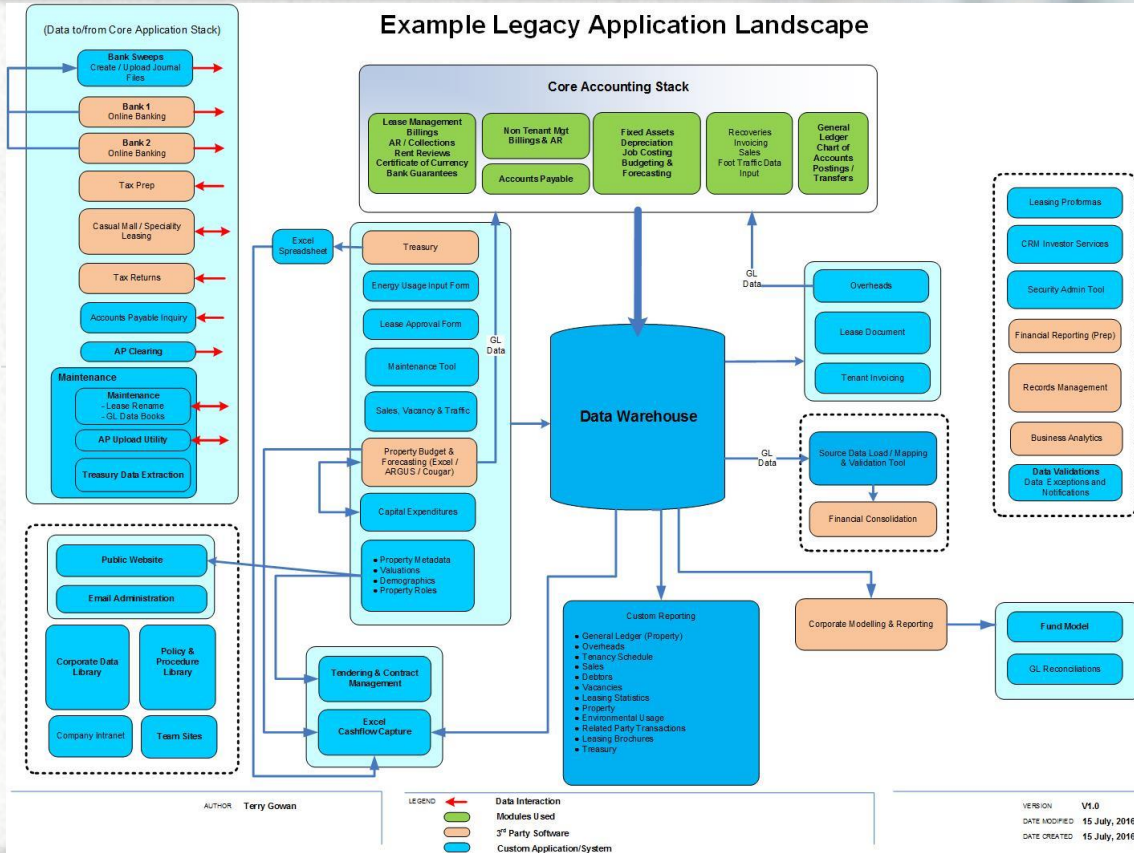 Example Legacy Application Landscape
(Data to/from Core Application Stack)
Bank Sweeps
Create / Upload Journal
Files
Bank 1
Online Banking
Bank 2
Online Banking
Tax Prep
Casual Mall / Speciality
Leasing
Tax Returns
Accounts Payable Inquiry
AP Clearing
Maintenance
Maintenance
- Lease Rename
- GL Data Books
AP Upload Utility
Treasury Data Extraction
Public Website
Email Administration
Corporate Data
Library
Policy &
Procedure
Library
Company Intranet
Team Sites
Core Accounting Stack
Lease Management
Billings
AR / Collections
Rent Reviews
Certificate of Currency
Bank Guarantees
Non Tenant Mgt
Billings & AR
Accounts Payable
Fixed Assets
Depreciation
Job Costing
Budgeting &
Forecasting
Recoveries
Invoicing
Sales
Foot Traffic Data
Input
General
Ledger
Chart of
Accounts
Postings /
Transfers
Excel
Spreadsheet
Treasury
Energy Usage Input Form
Lease Approval Form
Maintenance Tool
Sales, Vacancy & Traffic
Property Budget &
Forecasting (Excel /
ARGUS / Cougar)
Capital Expenditures
● Property Metadata
● Valuations
● Demographics
● Property Roles
GL
Data
Tendering & Contract
Management
Excel
Cashflow Capture
Data Warehouse
GL
Data
Overheads
Lease Document
Tenant Invoicing
GL
Data
Source Data Load / Mapping
& Validation Tool
Financial Consolidation
Custom Reporting
● General Ledger (Property)
● Overheads
● Tenancy Schedule
● Sales
● Debtors
● Vacancies
● Leasing Statistics
● Property
● Environmental Usage
● Related Party Transactions
● Leasing Brochures
● Treasury
Corporate Modelling & Reporting
Fund Model
GL Reconciliations
Leasing Proformas
CRM Investor Services
Security Admin Tool
Financial Reporting (Prep)
Records Management
Business Analytics
Data Validations
Data Exceptions and
Notifications
AUTHOR Terry Gowan
LEGEND
Data Interaction
Modules Used
3rd Party Software
Custom Application/System
VERSION V1.0
DATE MODIFIED 15 July, 2016
DATE CREATED 15 July, 2016